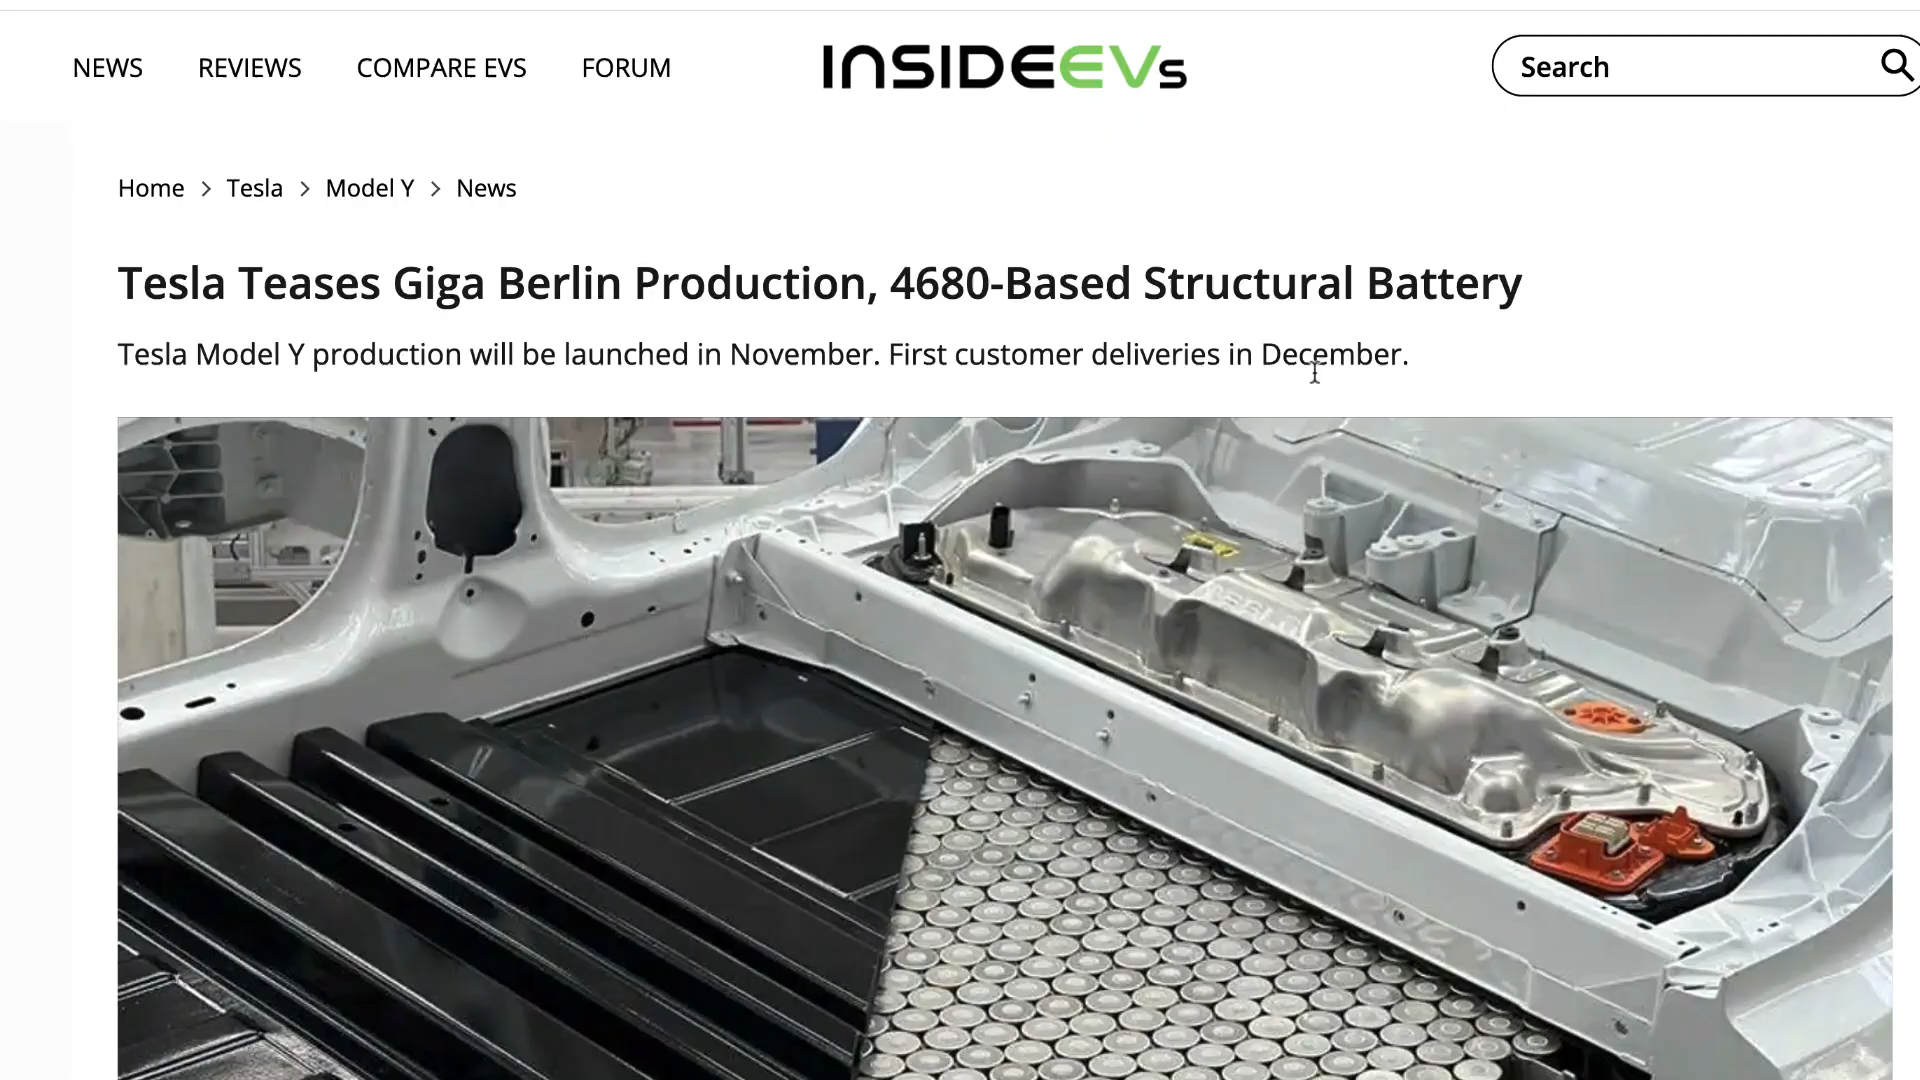 NEWS REVIEWS COMPARE EVS FORUM INSIDEEVs Search
Home > Tesla > Model Y > News
Tesla Teases Giga Berlin Production, 4680-Based Structural Battery
Tesla Model Y production will be launched in November. First customer deliveries in December.